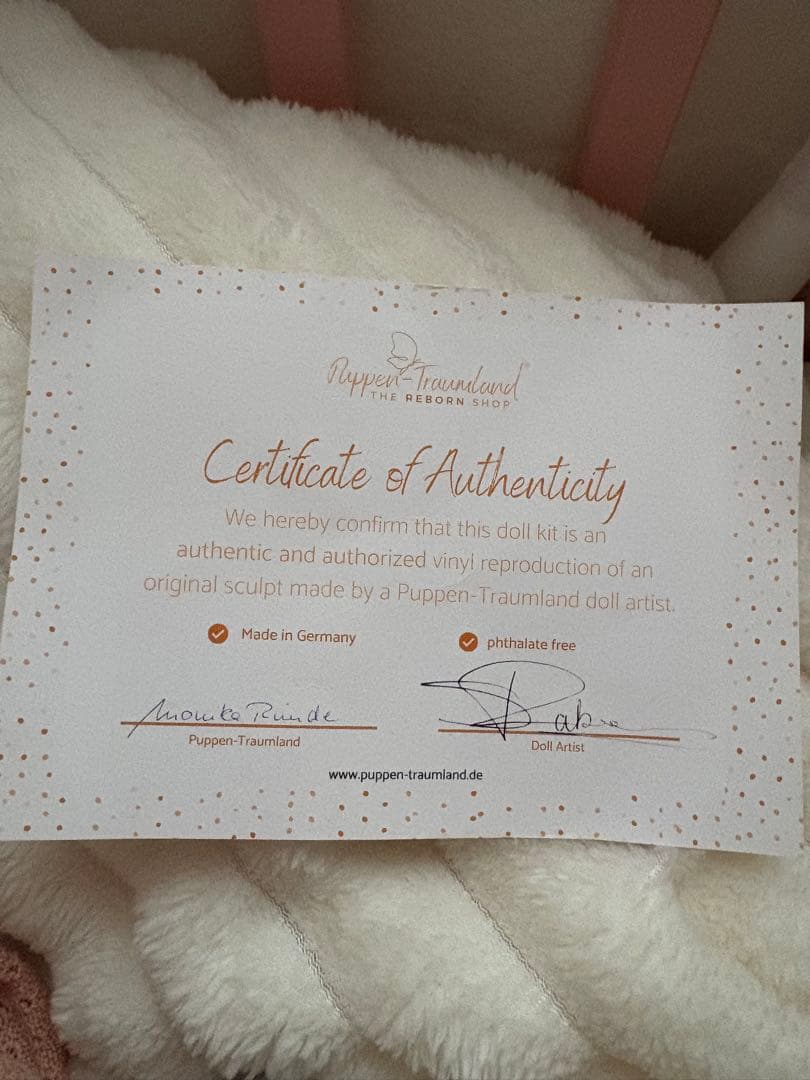 Puppen-Traumland
THE REBORN SHOP
Certificate of Authenticity
We hereby confirm that this doll kit is an
authentic and authorized vinyl reproduction of an
original sculpt made by a Puppen-Traumland doll artist.
Made in Germany
phthalate free
Monika
Puppen-Traumland
Doll Artist
www.puppen-traumland.de